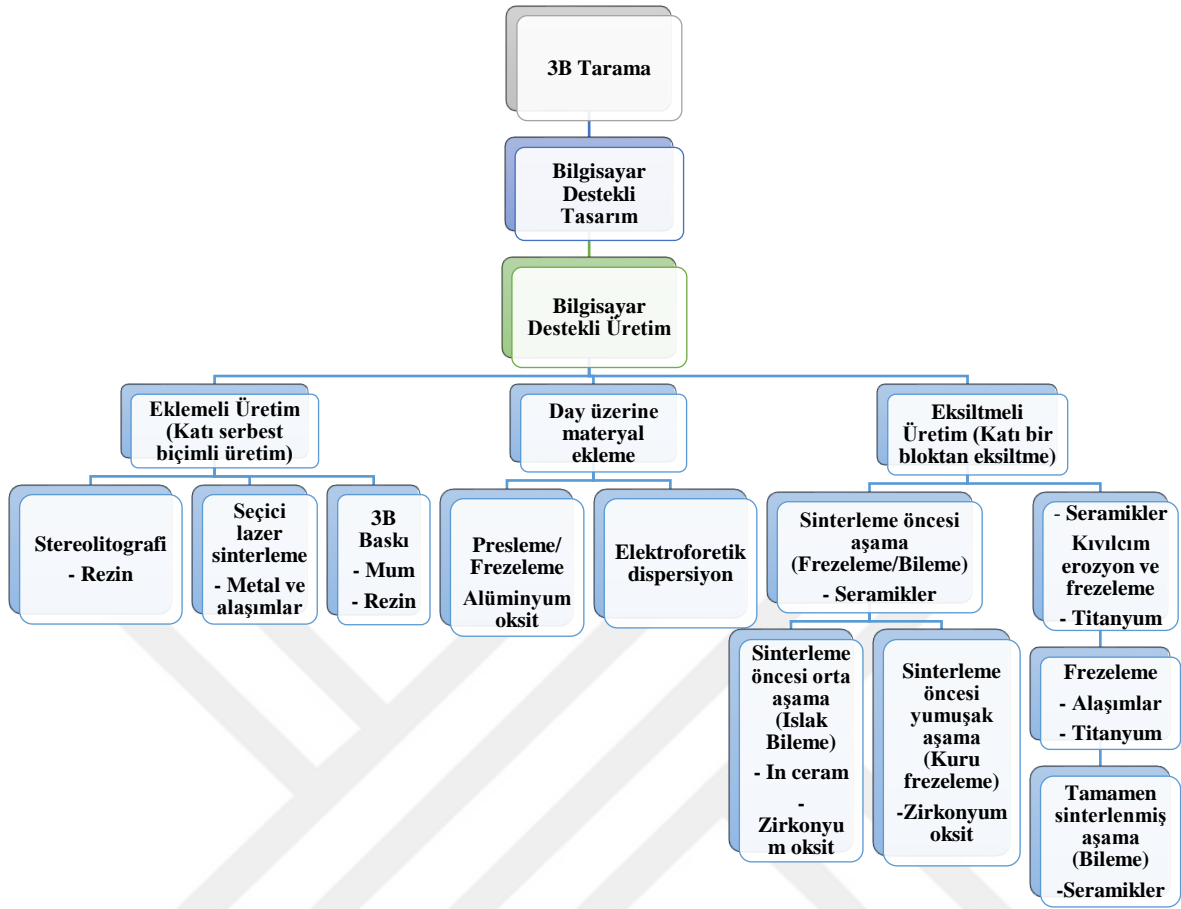 3B Tarama
Bilgisayar
Destekli
Tasarım
Bilgisayar
Destekli Üretim
Eklemeli Üretim
(Katı serbest
biçimli üretim)
Day üzerine
materyal
ekleme
Eksiltmeli
Üretim (Katı bir
bloktan eksiltme)
Stereolitografi
- Rezin
Seçici
lazer
sinterleme
- Metal ve
alaşımlar
3B
Baskı
- Mum
- Rezin
Presleme/
Frezeleme
Alüminyum
oksit
Elektroforetik
dispersiyon
Sinterleme öncesi
aşama
(Frezeleme/Bileme)
- Seramikler
- Seramikler
Kıvılcım
erozyon ve
frezeleme
- Titanyum
Sinterleme
öncesi orta
aşama
(Islak
Bileme)
- In ceram
-
Zirkonyu
m oksit
Sinterleme
öncesi
yumuşak
aşama
(Kuru
frezeleme)
-Zirkonyum
oksit
Frezeleme
- Alaşımlar
- Titanyum
Tamamen
sinterlenmiş
aşama
(Bileme)
-Seramikler